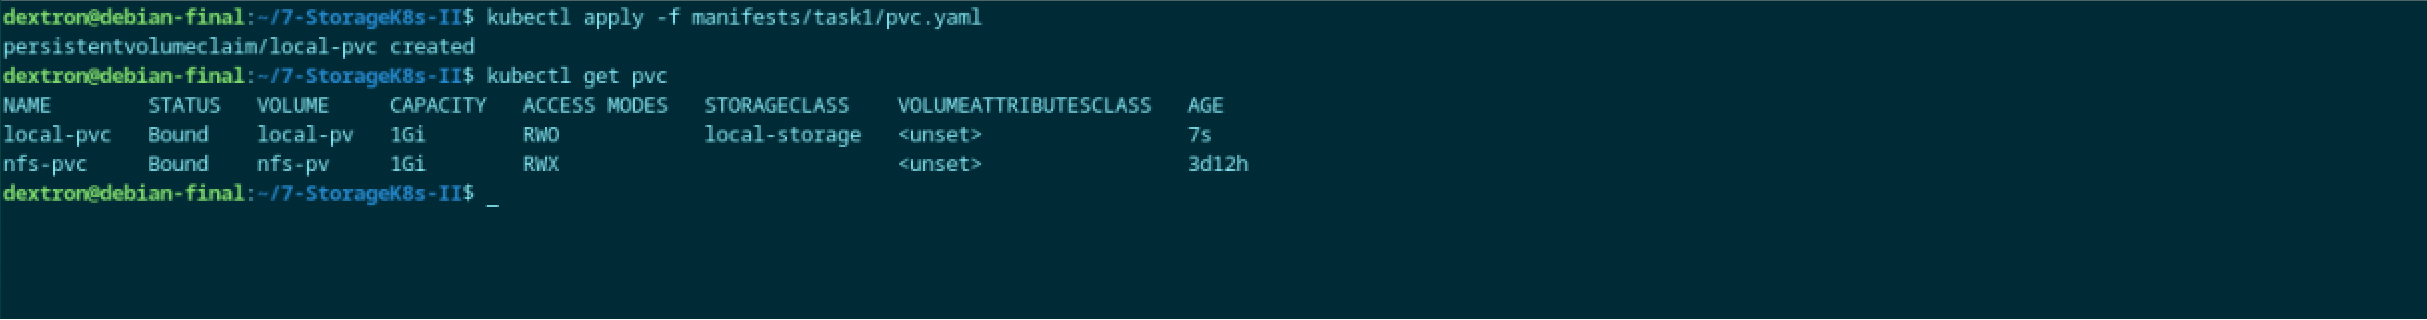 dextron@debian-final:~/7-StorageK8s-II$ kubectl apply -f manifests/task1/pvc.yaml
persistentvolumeclaim/local-pvc created
dextron@debian-final:~/7-StorageK8s-II$ kubectl get pvc
NAME        STATUS   VOLUME     CAPACITY   ACCESS MODES   STORAGECLASS    VOLUMEATTRIBUTESCLASS   AGE
local-pvc   Bound    local-pv   1Gi        RWO            local-storage   <unset>                 7s
nfs-pvc     Bound    nfs-pv     1Gi        RWX                            <unset>                 3d12h
dextron@debian-final:~/7-StorageK8s-II$ _